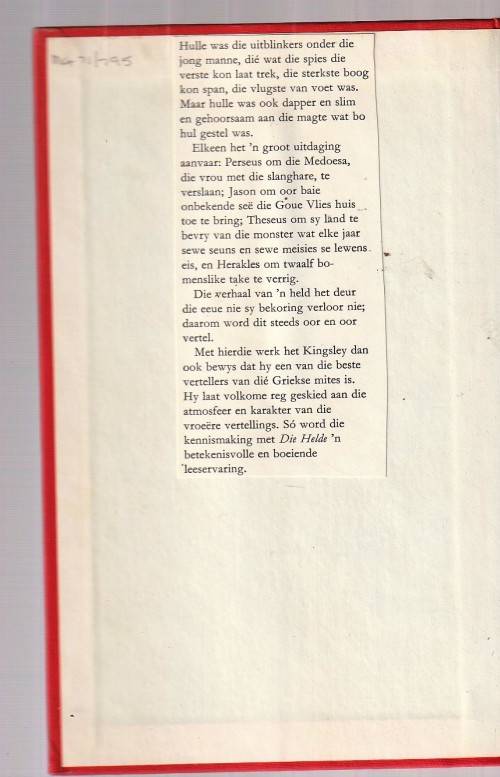 Hulle was die uitblinkers onder die
jong manne, dié wat die spies die
verste kon laat trek, die sterkste boog
kon span, die vlugste van voet was.
Maar hulle was ook dapper en slim
en gehoorsaam aan die magte wat bo
hul gestel was.
Elkeen het 'n groot uitdaging
aanvaar: Perseus om die Medoesa,
die vrou met die slanghare, te
verslaan; Jason om oor baie
onbekende seë die Goue Vlies huis
toe te bring; Theseus om sy land te
bevry van die monster wat elke jaar
sewe seuns en sewe meisies se lewens
eis, en Herakles om twaalf bo-
menslike take te verrig.
Die verhaal van 'n held het deur
die eeue nie sy bekoring verloor nie;
daarom word dit steeds oor en oor
vertel.
Met hierdie werk het Kingsley dan
ook bewys dat hy een van die beste
vertellers van dié Griekse mites is.
Hy laat volkome reg geskied aan die
atmosfeer en karakter van die
vroeëre vertellings. Só word die
kennismaking met Die Helde 'n
betekenisvolle en boeiende
leeservaring.